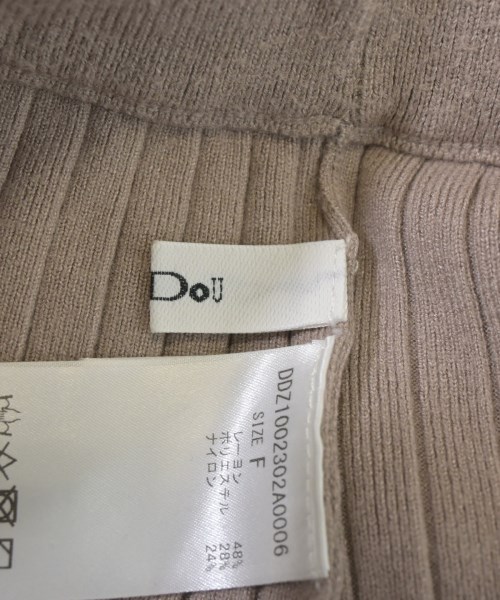 Dou
DDZ1002302A0006
SIZE F
レーヨン 48%
ポリエステル 28%
ナイロン 24%